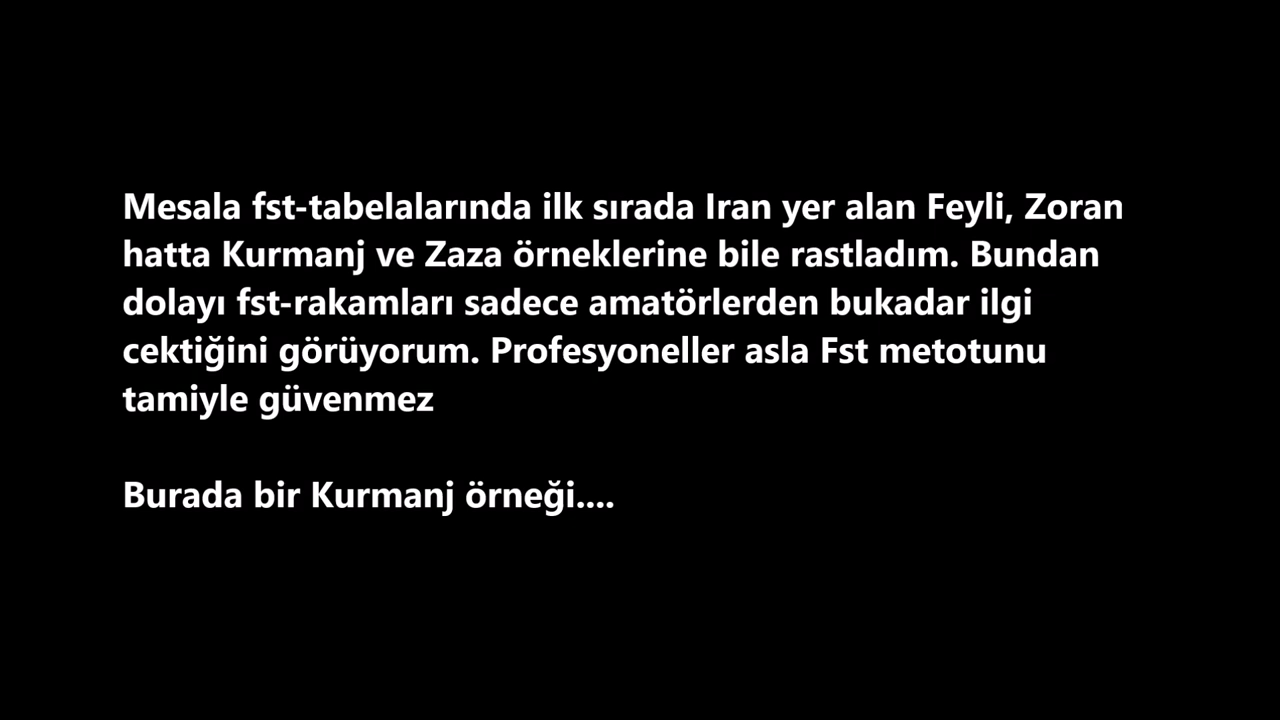 Mesala fst-tabelalarında ilk sırada Iran yer alan Feyli, Zoran
hatta Kurmanj ve Zaza örneklerine bile rastladım. Bundan
dolayı fst-rakamları sadece amatörlerden bukadar ilgi
cektiğini görüyorum. Profesyoneller asla Fst metotunu
tamiyle güvenmez
Burada bir Kurmanj örneği....